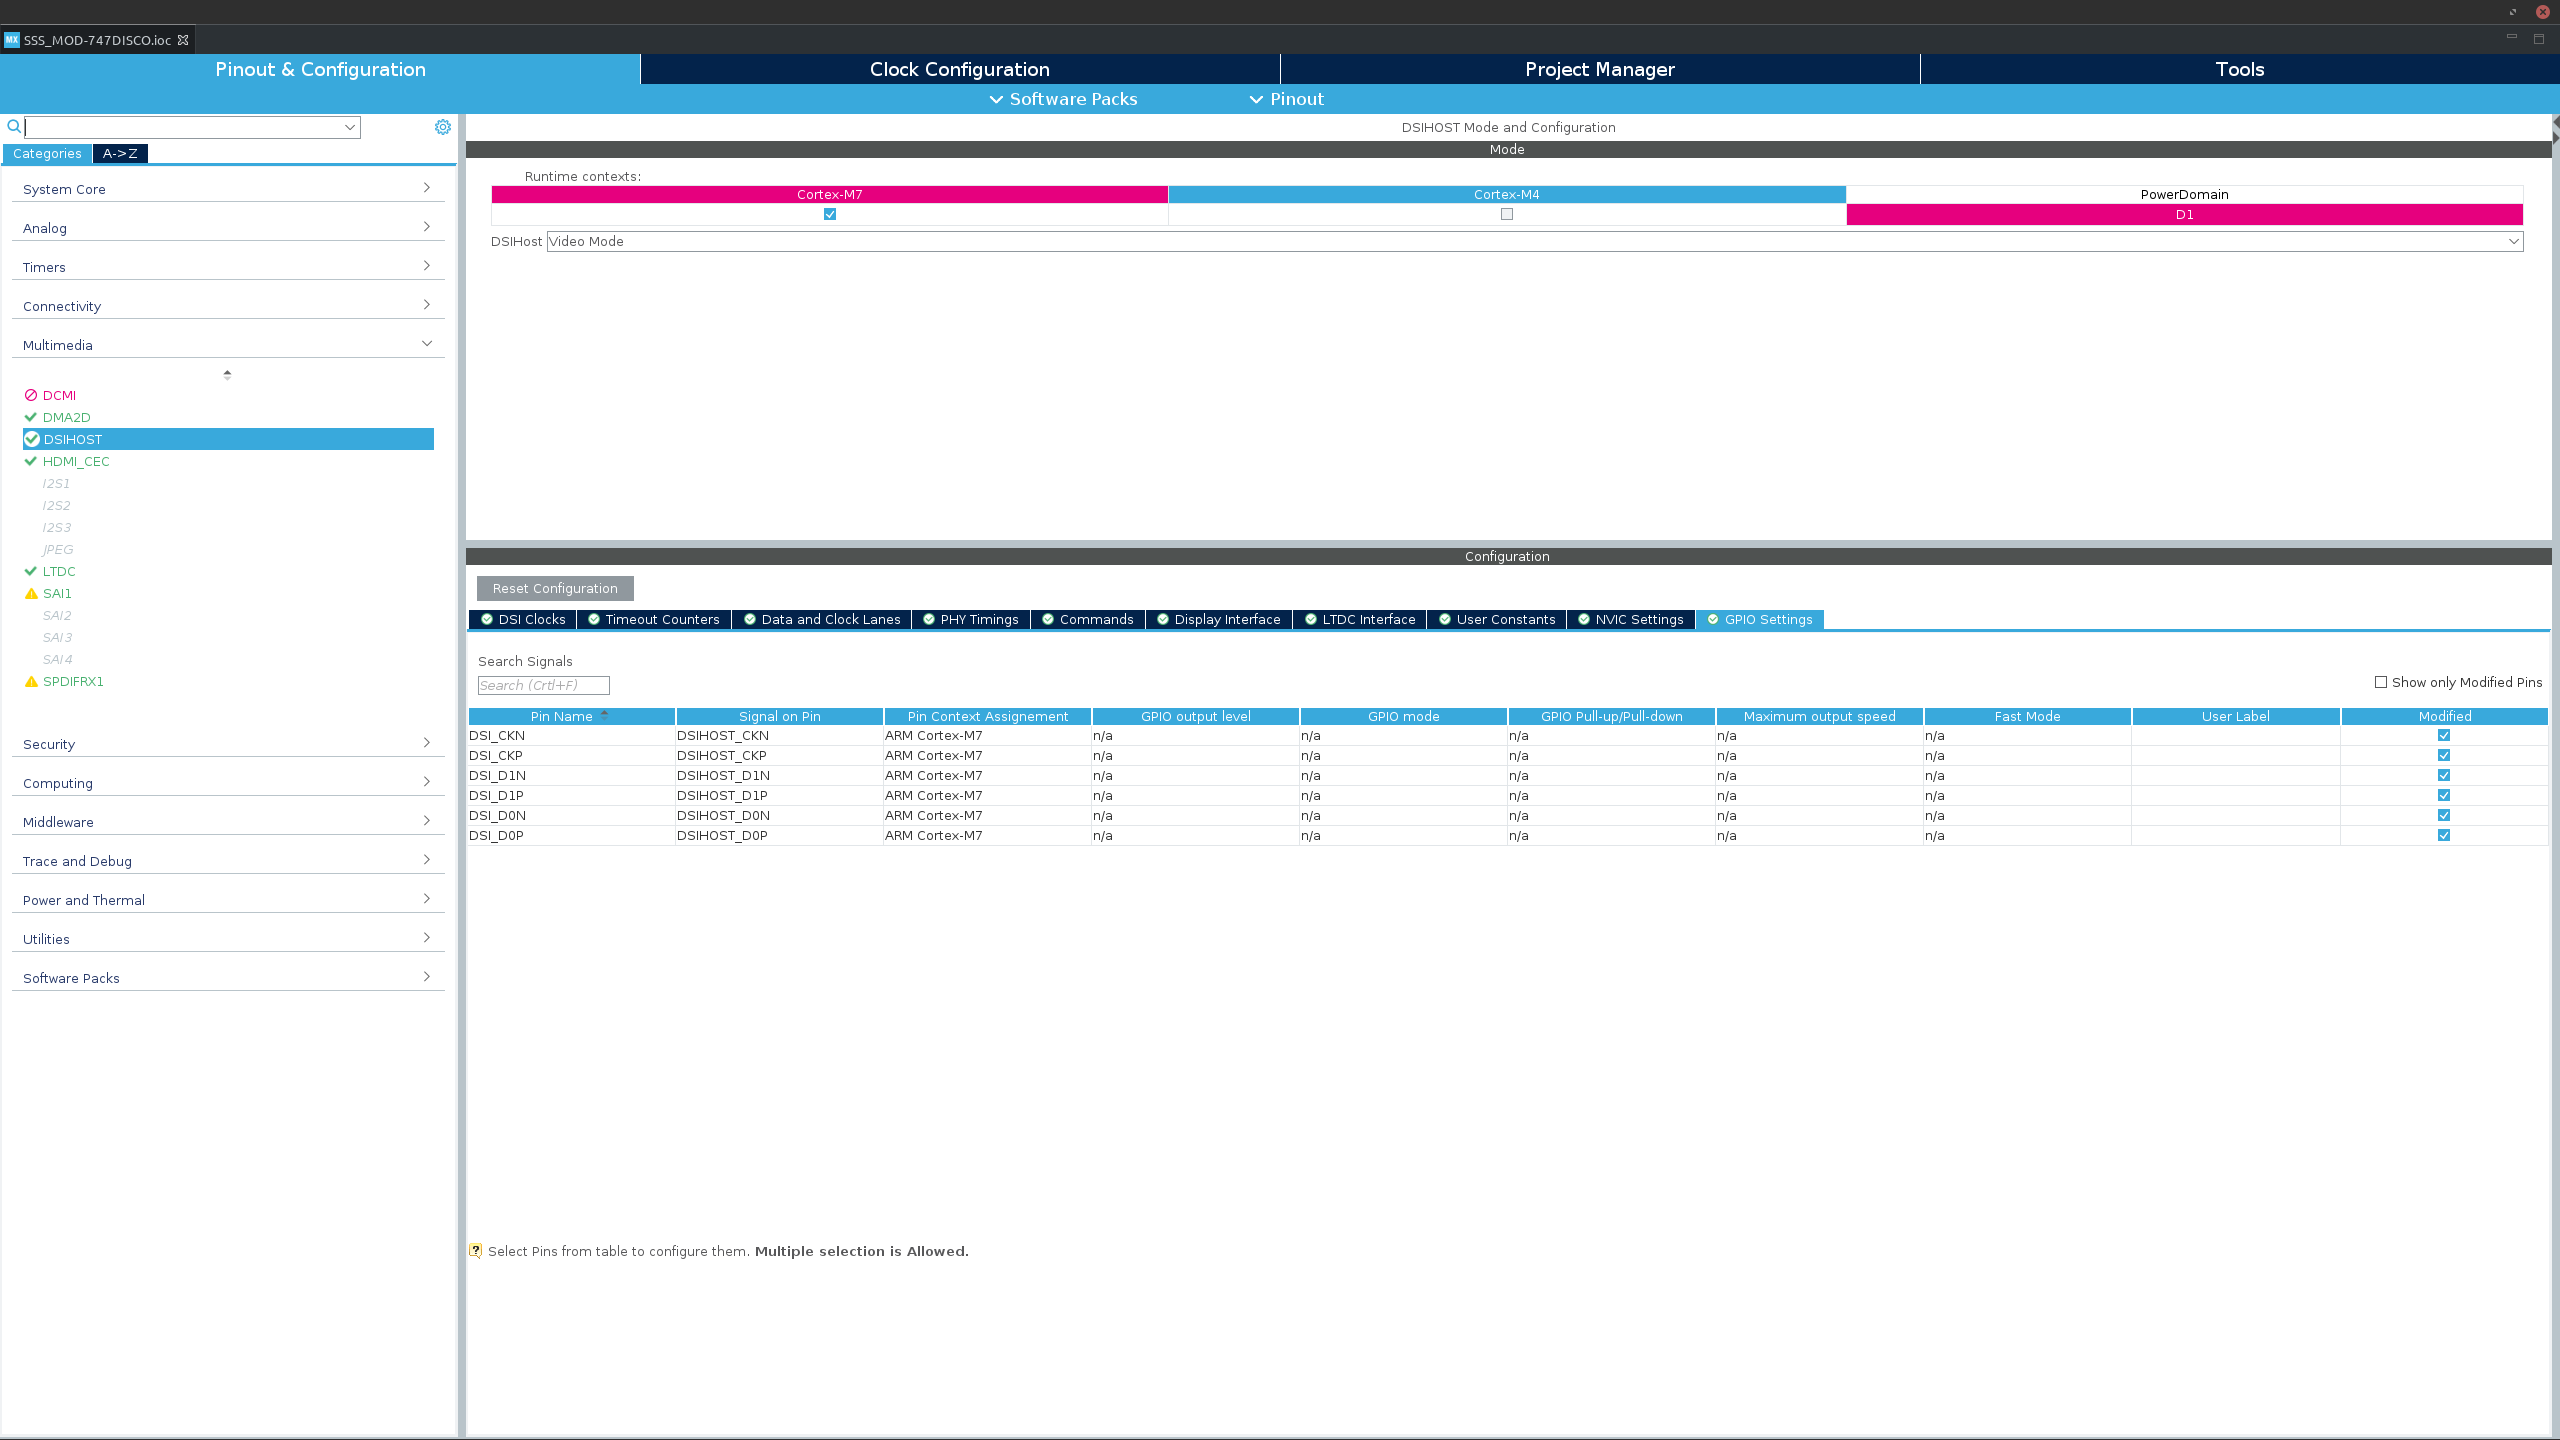 SSS_MOD-747DISCO.ioc
Pinout & Configuration Clock Configuration Project Manager Tools
Software Packs Pinout
Categories A->Z
System Core
Analog
Timers
Connectivity
Multimedia
DCMI
DMA2D
DSIHOST
HDMI_CEC
I2S1
I2S2
I2S3
JPEG
LTDC
SAI1
SAI2
SAI3
SAI4
SPDIFRX1
Security
Computing
Middleware
Trace and Debug
Power and Thermal
Utilities
Software Packs
DSIHOST Mode and Configuration
Mode
Runtime contexts:
Cortex-M7 Cortex-M4 PowerDomain
D1
DSIHost Video Mode
Configuration
Reset Configuration
DSI Clocks Timeout Counters Data and Clock Lanes PHY Timings Commands Display Interface LTDC Interface User Constants NVIC Settings GPIO Settings
Search Signals
Search (Crtl+F) Show only Modified Pins
Pin Name Signal on Pin Pin Context Assignement GPIO output level GPIO mode GPIO Pull-up/Pull-down Maximum output speed Fast Mode User Label Modified
DSI_CKN DSIHOST_CKN ARM Cortex-M7 n/a n/a n/a n/a n/a
DSI_CKP DSIHOST_CKP ARM Cortex-M7 n/a n/a n/a n/a n/a
DSI_D1N DSIHOST_D1N ARM Cortex-M7 n/a n/a n/a n/a n/a
DSI_D1P DSIHOST_D1P ARM Cortex-M7 n/a n/a n/a n/a n/a
DSI_D0N DSIHOST_D0N ARM Cortex-M7 n/a n/a n/a n/a n/a
DSI_D0P DSIHOST_D0P ARM Cortex-M7 n/a n/a n/a n/a n/a
Select Pins from table to configure them. Multiple selection is Allowed.